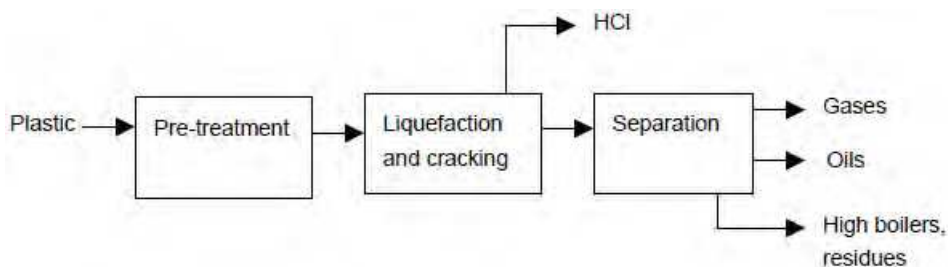 HCl
Plastic
Pre-treatment
Liquefaction
and cracking
Separation
Gases
Oils
High boilers,
residues